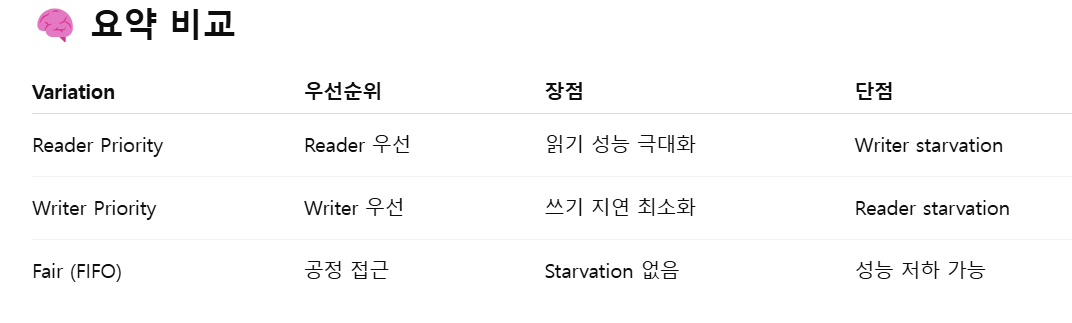 🧠 요약 비교
Variation 우선순위 장점 단점
Reader Priority Reader 우선 읽기 성능 극대화 Writer starvation
Writer Priority Writer 우선 쓰기 지연 최소화 Reader starvation
Fair (FIFO) 공정 접근 Starvation 없음 성능 저하 가능